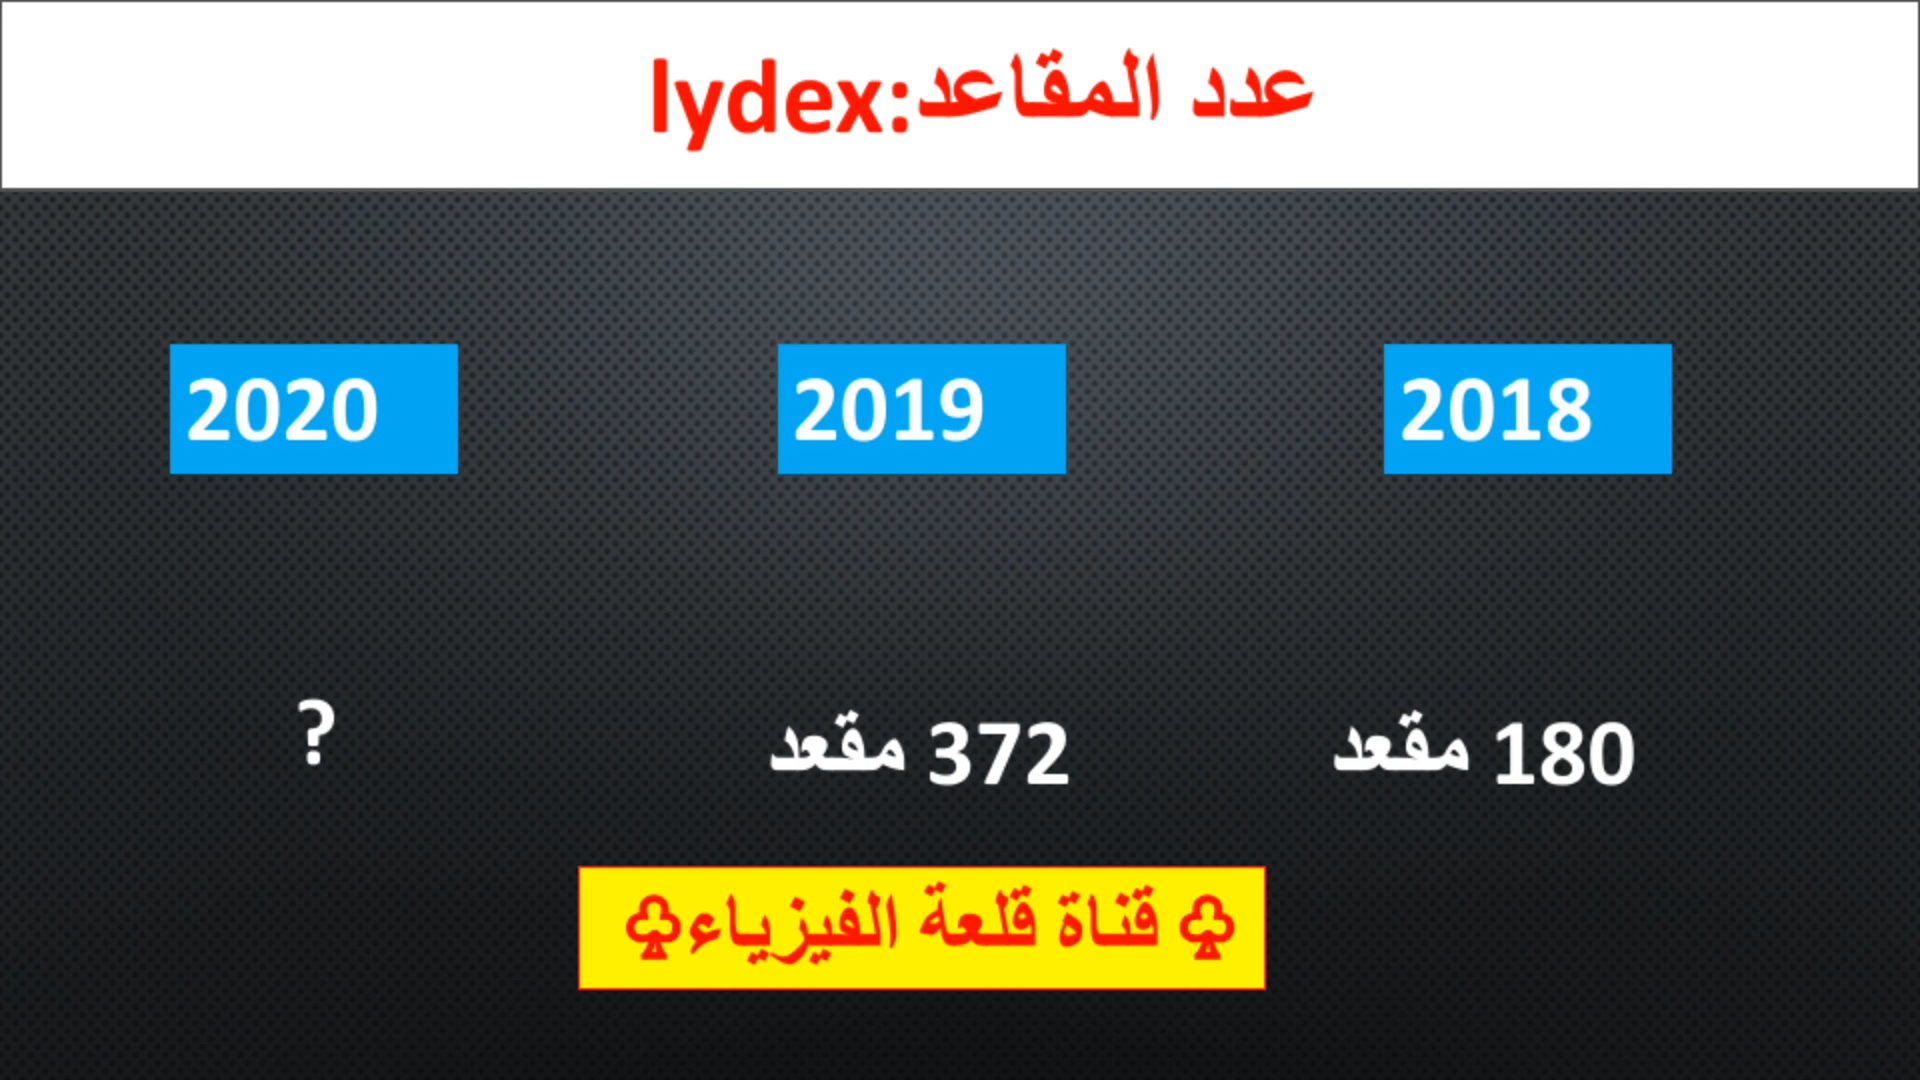 عدد المقاعد:lydex
2018 2019 2020
180 مقعد 372 مقعد ?
♧ قناة قلعة الفيزياء♧